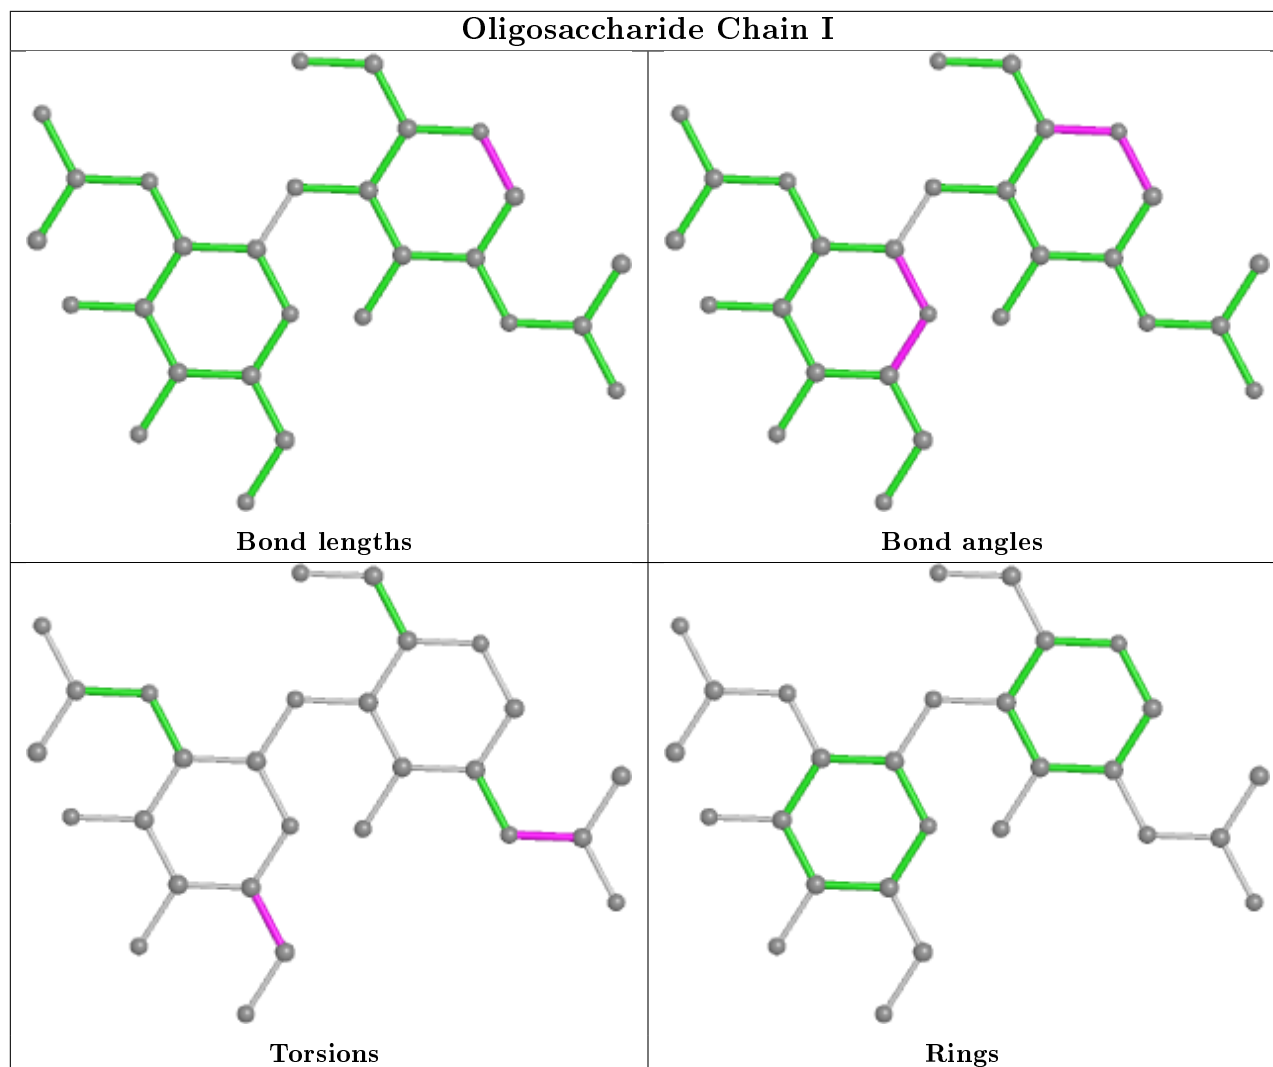 Oligosaccharide Chain I
Bond lengths
Bond angles
Torsions
Rings